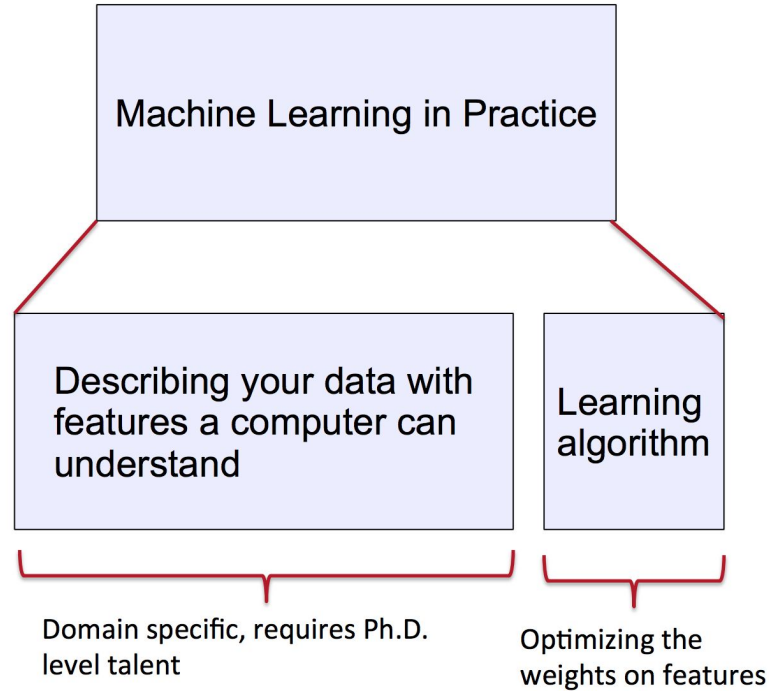 Machine Learning in Practice
Describing your data with
features a computer can
understand
Learning
algorithm
Domain specific, requires Ph.D.
level talent
Optimizing the
weights on features